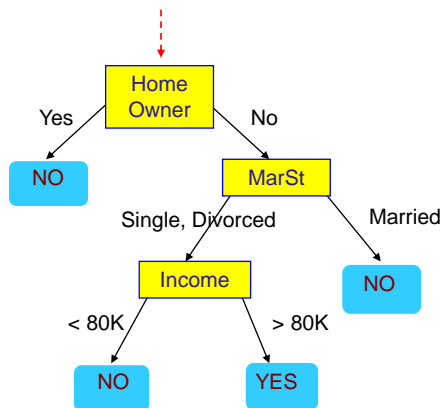 Home
Owner
Yes
No
NO
MarSt
Single, Divorced
Married
Income
NO
< 80K
> 80K
NO
YES